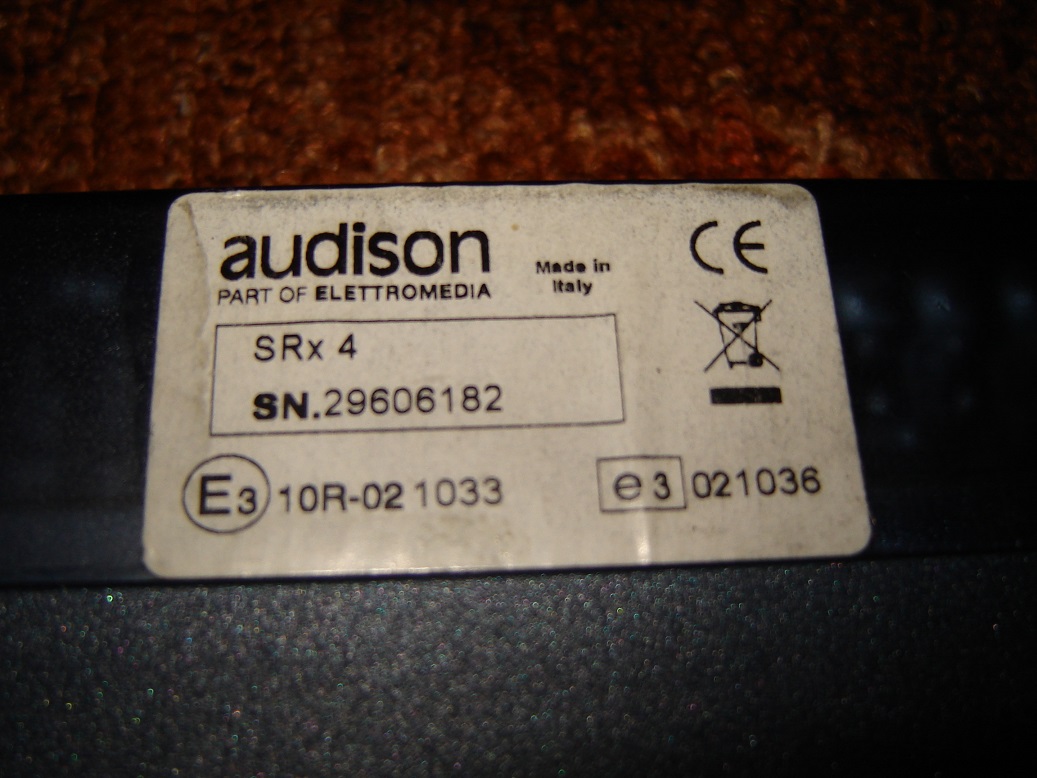 audison
PART OF ELETTROMEDIA
Made in
Italy
CE
SRx 4
SN.29606182
E3 10R-02 1033
e3 021036